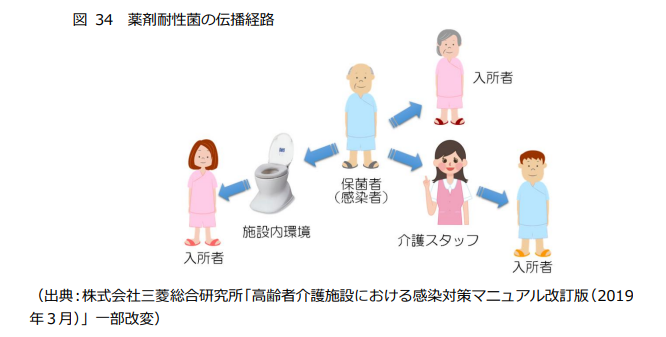 図 34 薬剤耐性菌の伝播経路
入所者
保菌者
（感染者）
施設内環境
介護スタッフ
入所者
入所者
（出典：株式会社三菱総合研究所「高齢者介護施設における感染対策マニュアル改訂版（2019
年３月）」 一部改変）